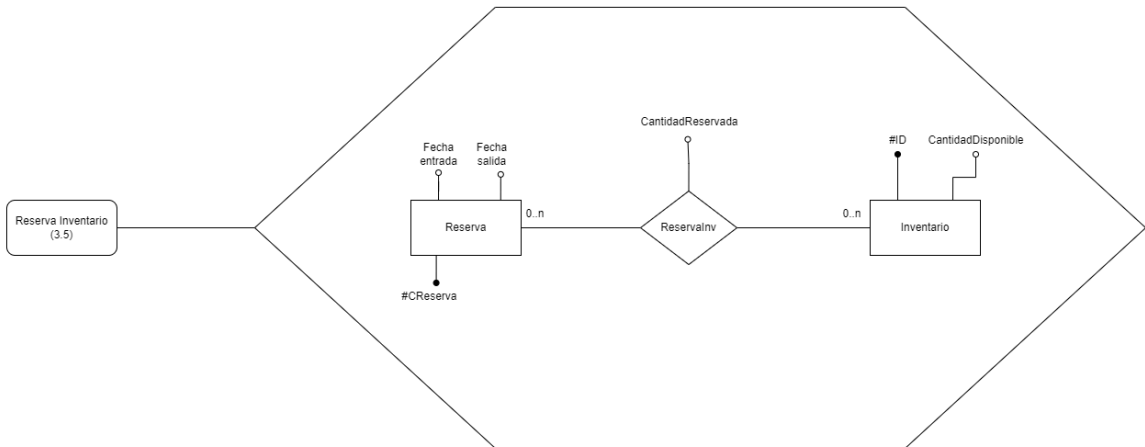 CantidadReservada
Fecha
entrada
Fecha
salida
#ID
CantidadDisponible
Reserva Inventario
(3.5)
0..n
0..n
Reserva
ReservaInv
Inventario
#CReserva